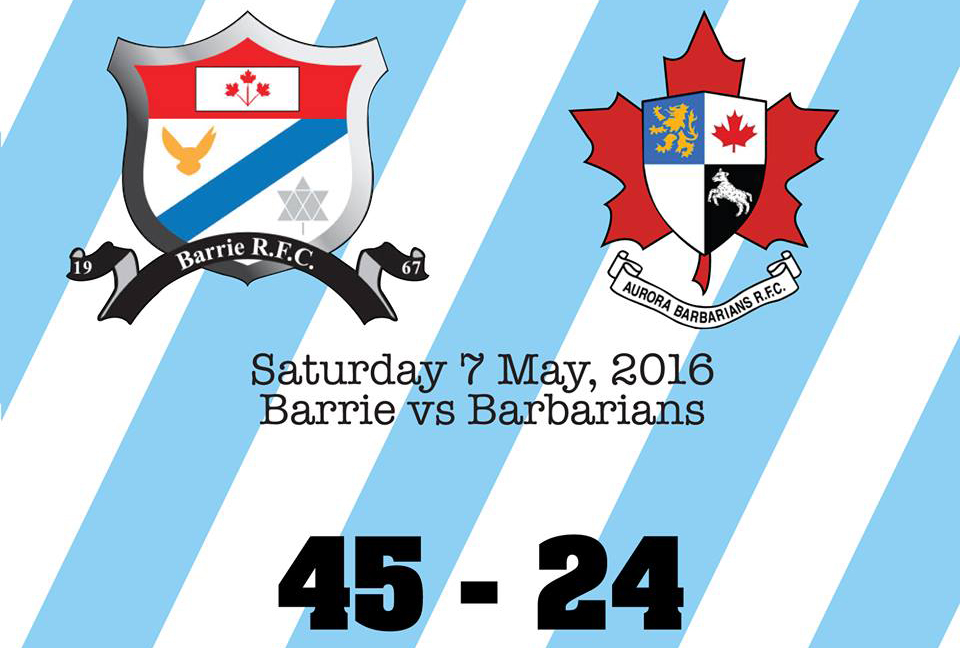 Barrie R.F.C.
19 67
AURORA BARBARIANS R.F.C.
Saturday 7 May, 2016
Barrie vs Barbarians
45 - 24